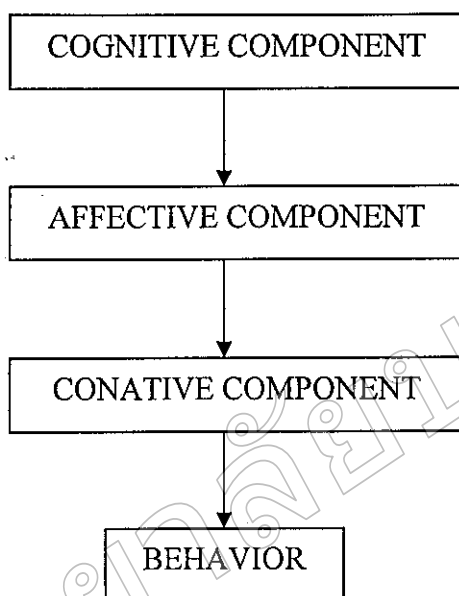 COGNITIVE COMPONENT
AFFECTIVE COMPONENT
CONATIVE COMPONENT
BEHAVIOR